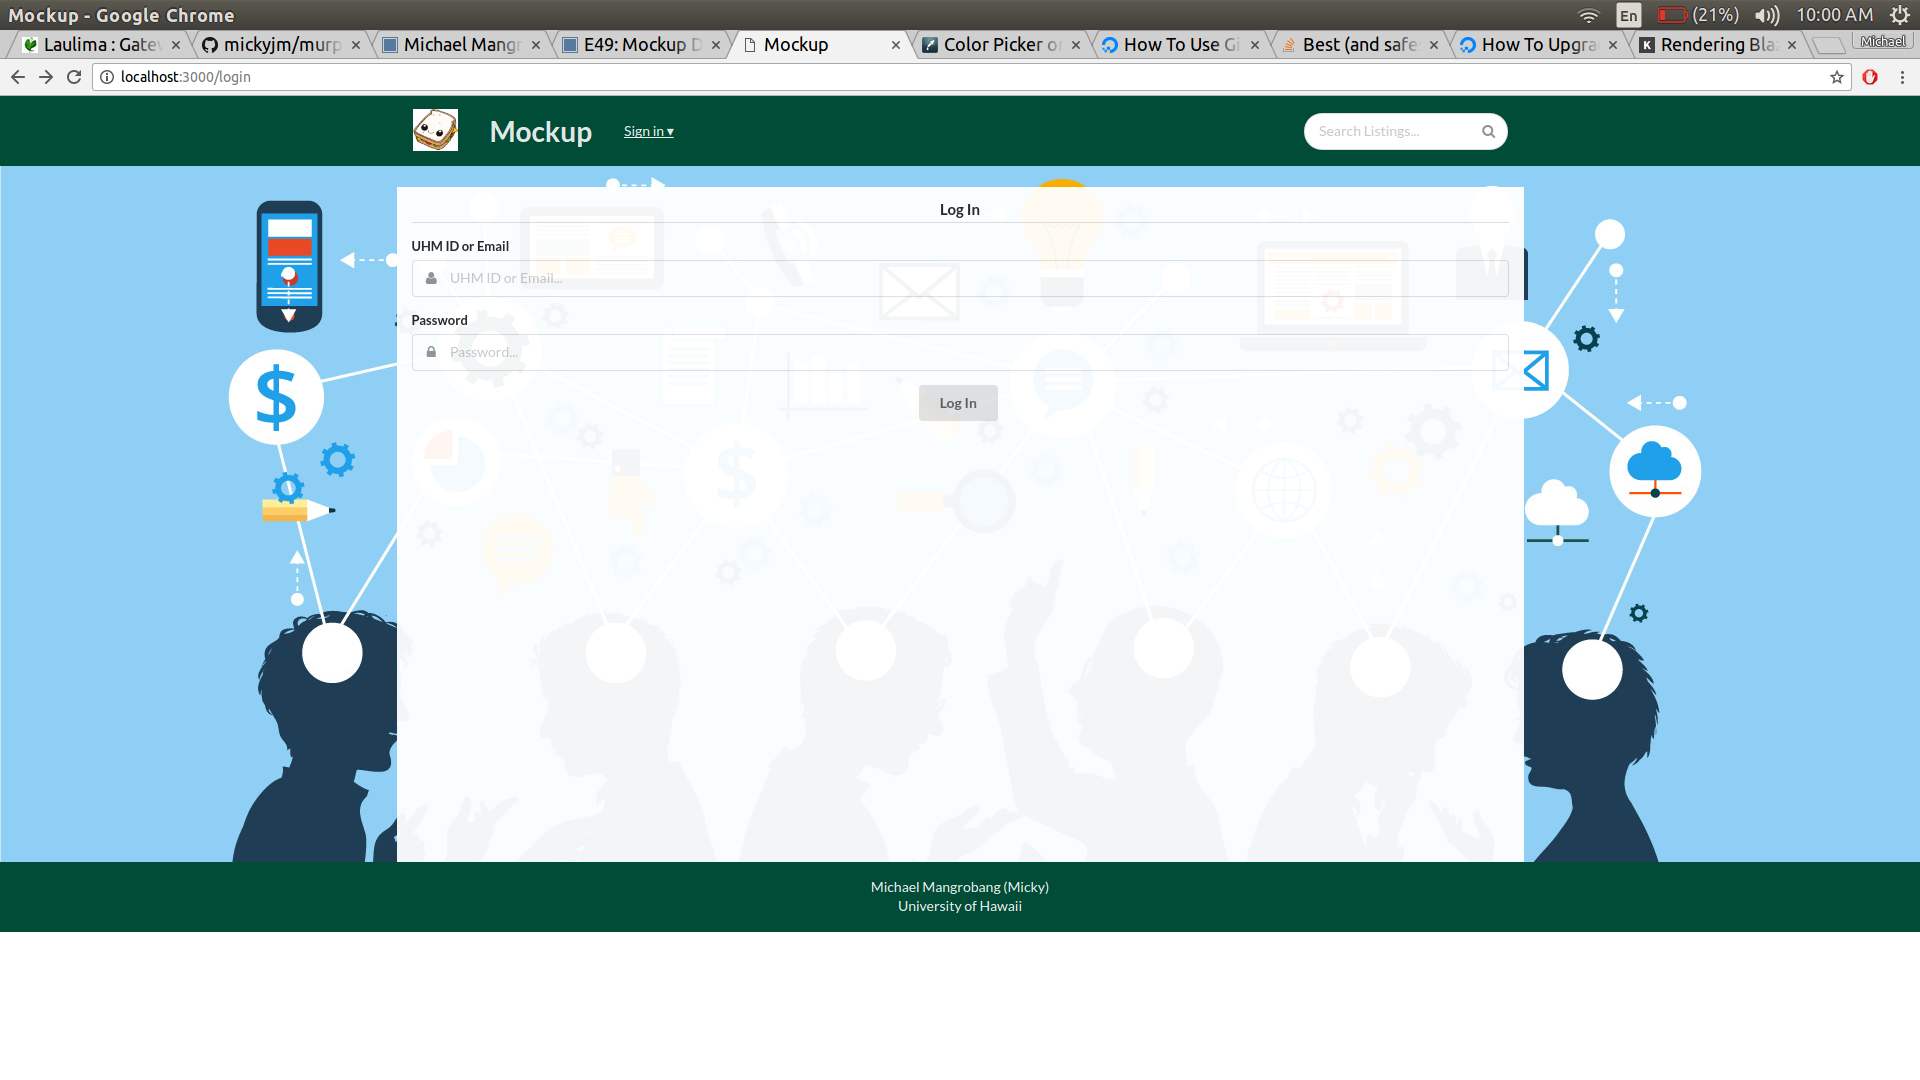 Mockup - Google Chrome
En (21%) 10:00 AM
Laulima : Gatew
mickyjm/murp
Michael Mangr
E49: Mockup D
Mockup
Color Picker o
How To Use Gi
Best (and safe
How To Upgra
Rendering Bla
Michael
localhost:3000/login
Mockup
Sign in ▾
Search Listings...
Log In
UHM ID or Email
UHM ID or Email...
Password
Password...
Log In
Michael Mangrobang (Micky)
University of Hawaii